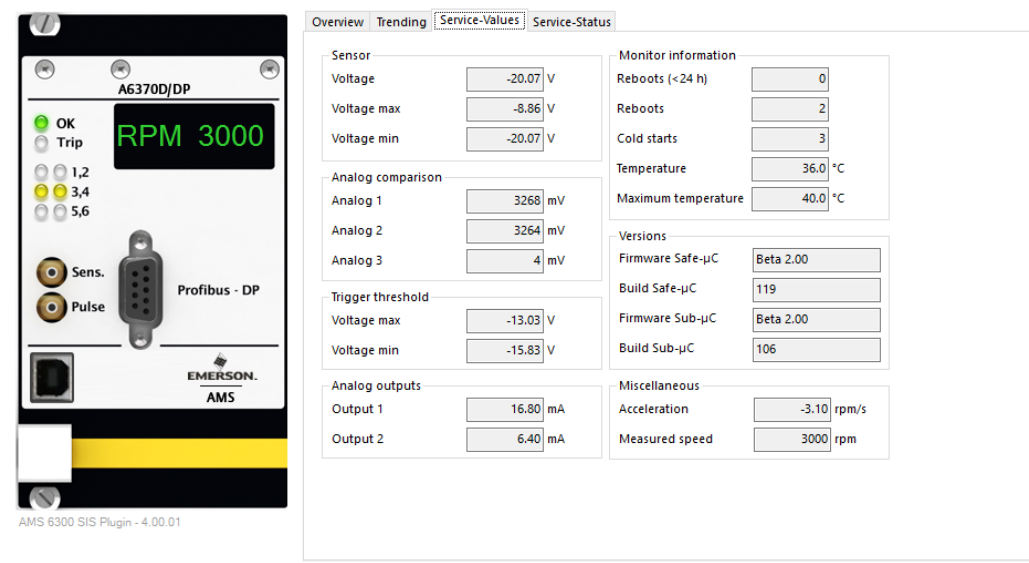 A6370D/DP
OK
Trip
RPM 3000
1,2
3,4
5,6
Sens.
Pulse
Profibus - DP
EMERSON.
AMS
AMS 6300 SIS Plugin - 4.00.01
Overview Trending Service-Values Service-Status
Sensor
Voltage -20.07 V
Voltage max -8.86 V
Voltage min -20.07 V
Analog comparison
Analog 1 3268 mV
Analog 2 3264 mV
Analog 3 4 mV
Trigger threshold
Voltage max -13.03 V
Voltage min -15.83 V
Analog outputs
Output 1 16.80 mA
Output 2 6.40 mA
Monitor information
Reboots (<24 h) 0
Reboots 2
Cold starts 3
Temperature 36.0 °C
Maximum temperature 40.0 °C
Versions
Firmware Safe-µC Beta 2.00
Build Safe-µC 119
Firmware Sub-µC Beta 2.00
Build Sub-µC 106
Miscellaneous
Acceleration -3.10 rpm/s
Measured speed 3000 rpm